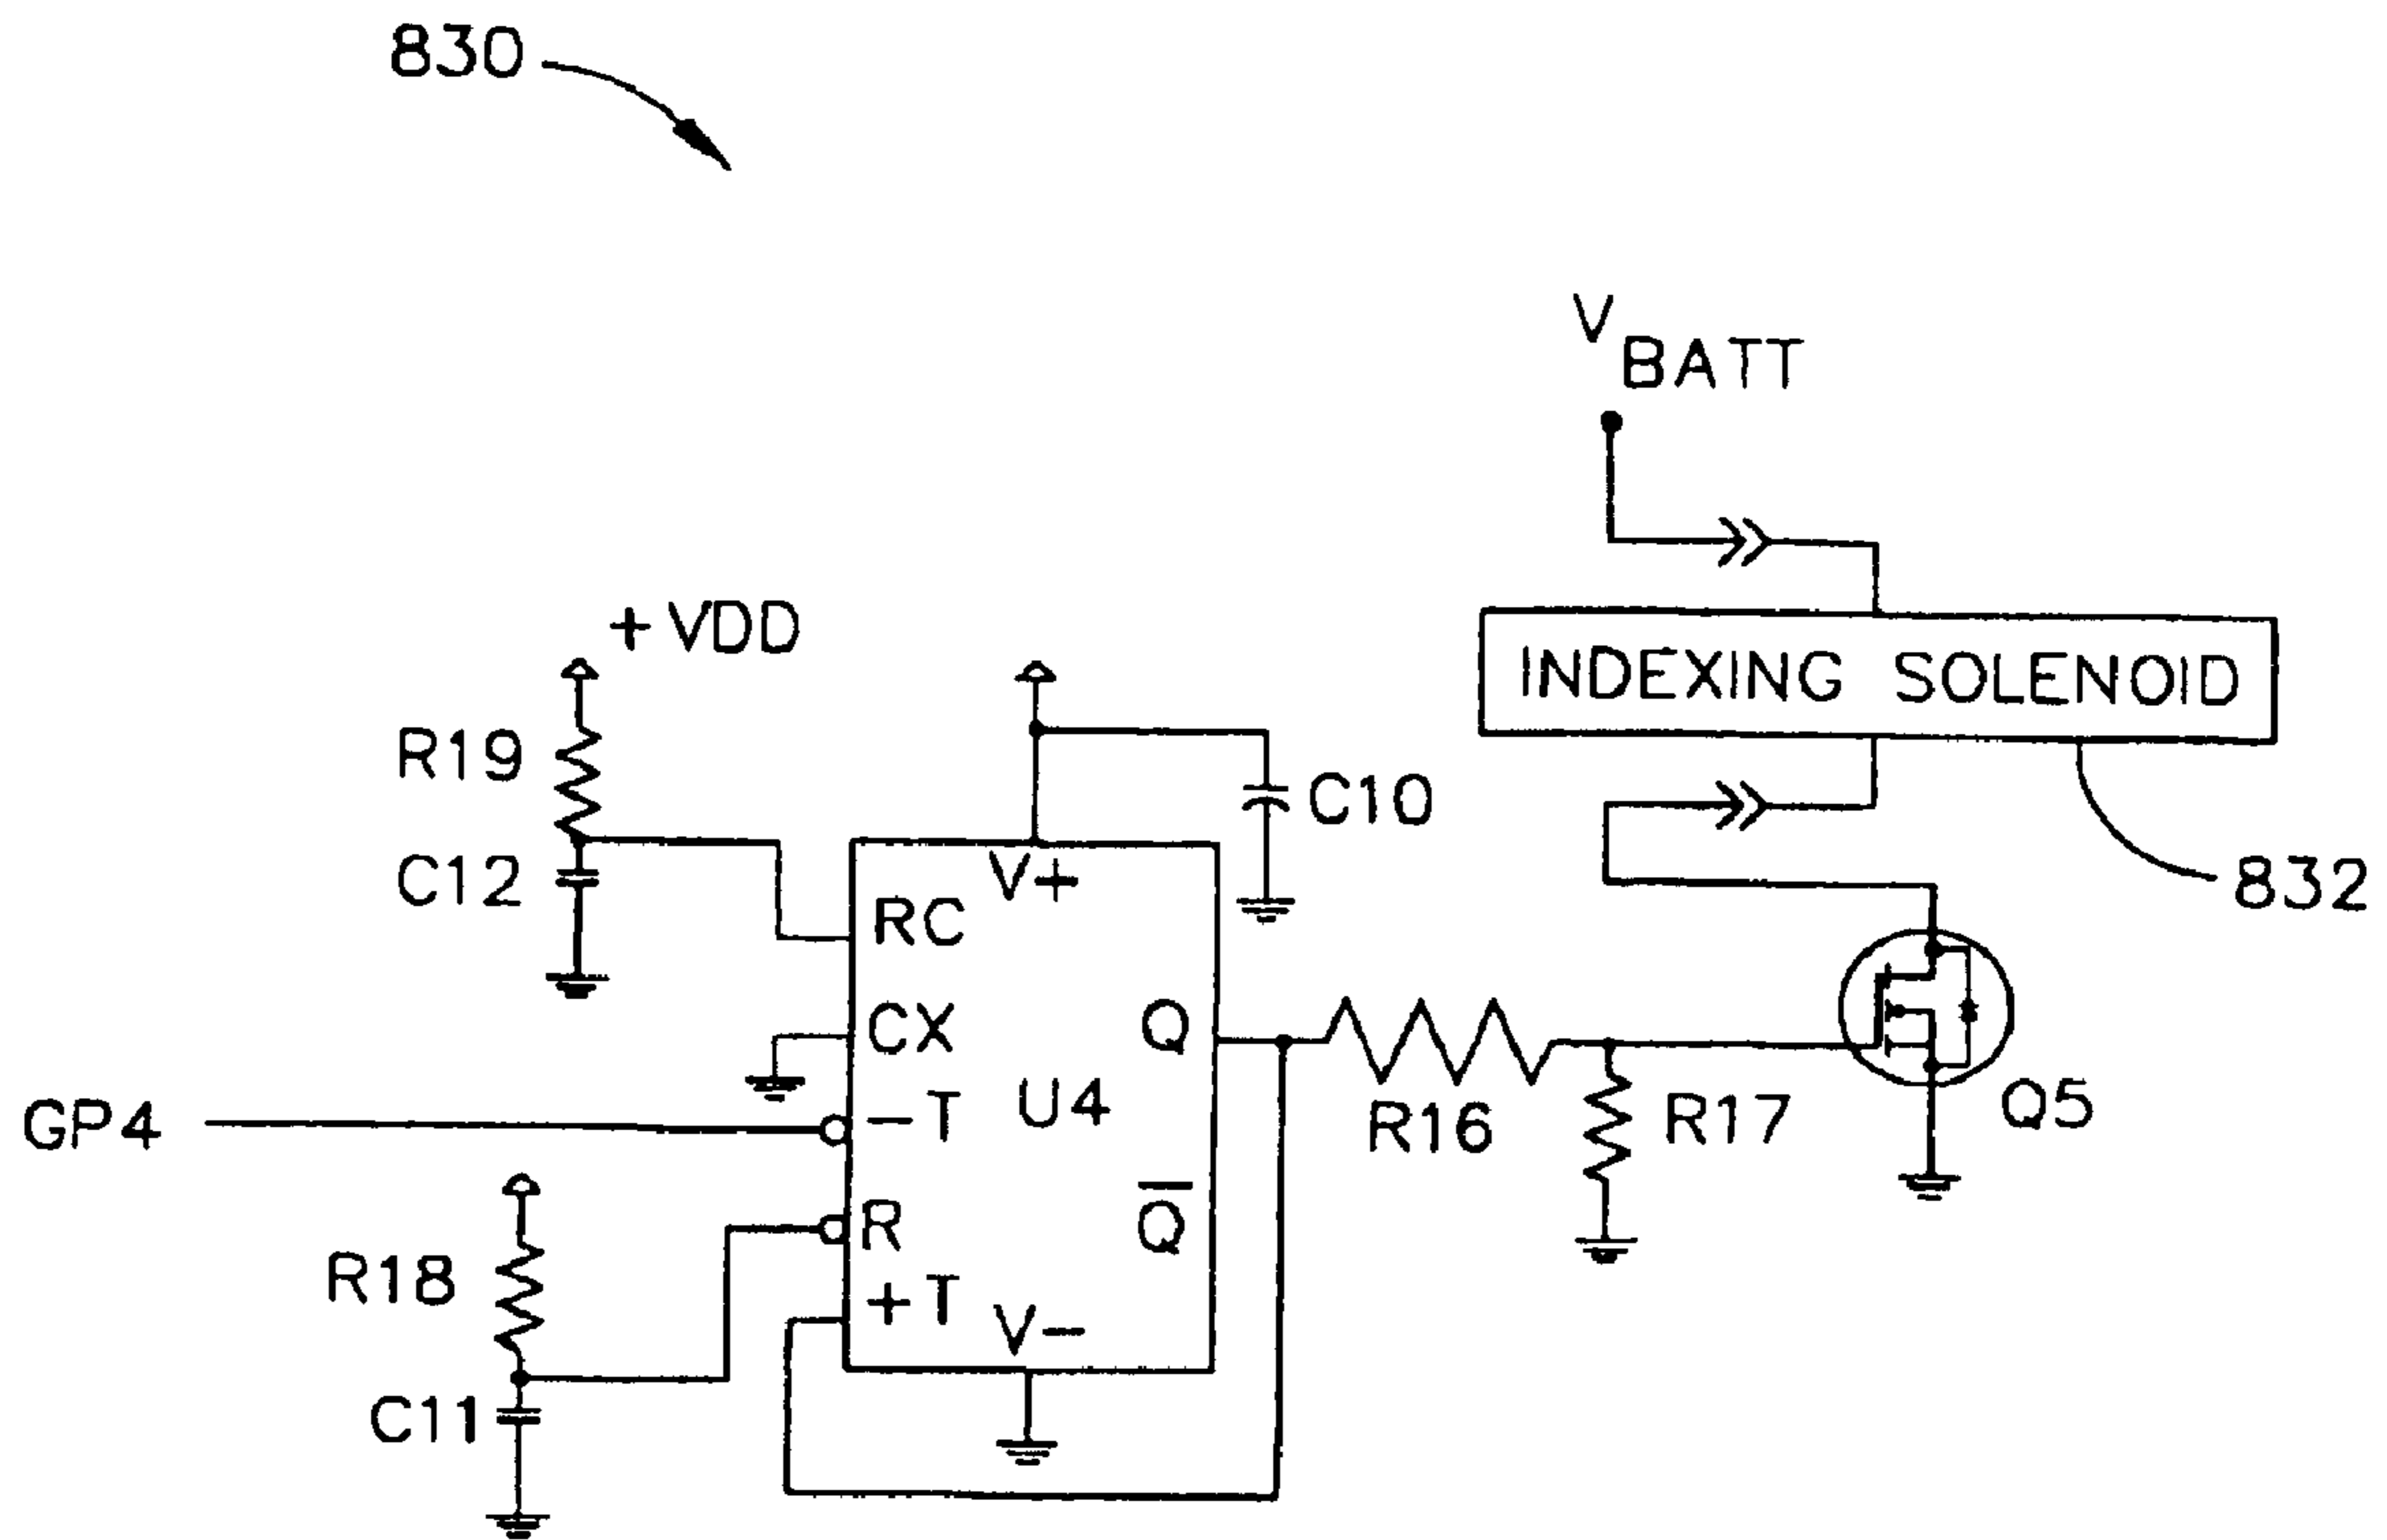 830
V BATT
+VDD
INDEXING SOLENOID
R19
C10
C12
V+
832
RC
CX
Q
GP4
-T
U4
R16
R17
Q5
R
Q̅
R18
+T
V-
C11